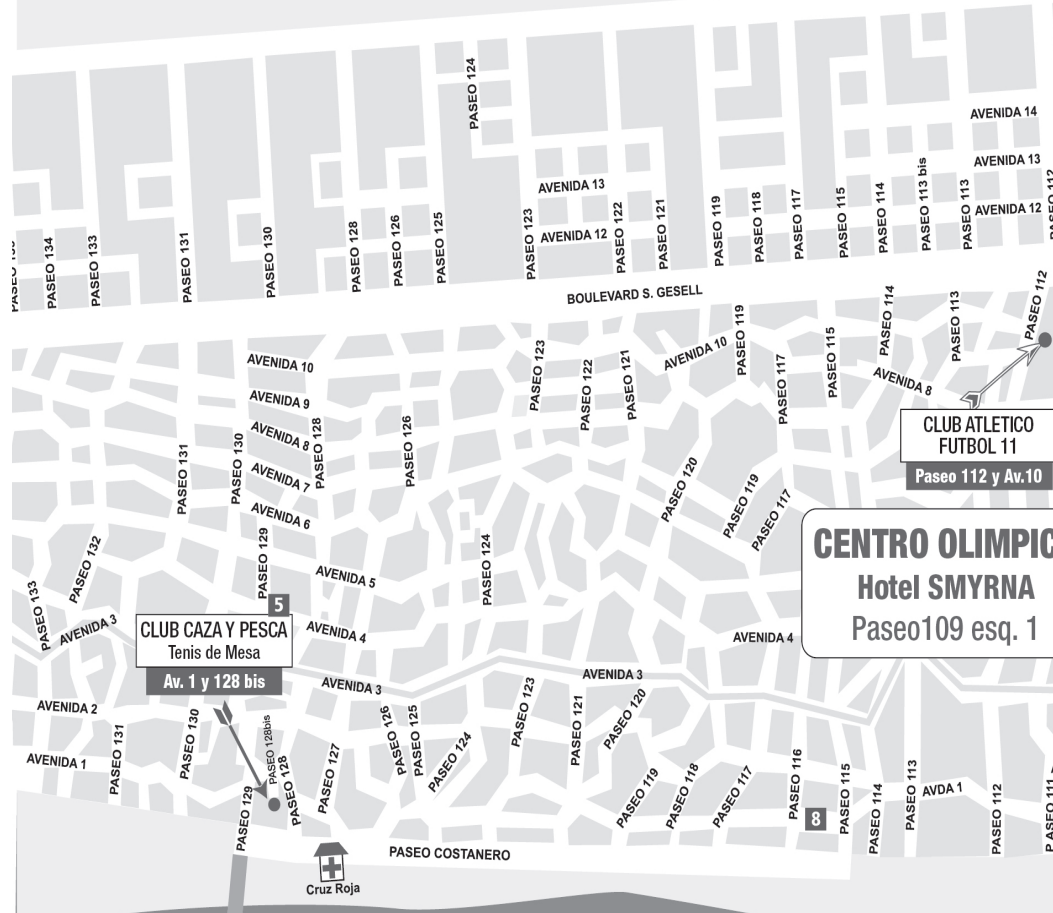 PASEO 124
AVENIDA 14
AVENIDA 13
AVENIDA 12
AVENIDA 13
AVENIDA 12
PASEO 134
PASEO 133
PASEO 131
PASEO 130
PASEO 128
PASEO 126
PASEO 125
PASEO 123
PASEO 122
PASEO 121
PASEO 119
PASEO 118
PASEO 117
PASEO 115
PASEO 114
PASEO 113 bis
PASEO 113
PASEO 112
BOULEVARD S. GESELL
PASEO 123
PASEO 122
PASEO 121
AVENIDA 10
PASEO 119
PASEO 117
PASEO 115
PASEO 114
PASEO 113
PASEO 112
AVENIDA 8
CLUB ATLETICO
FUTBOL 11
Paseo 112 y Av.10
AVENIDA 10
AVENIDA 9
AVENIDA 8
AVENIDA 7
AVENIDA 6
PASEO 131
PASEO 130
PASEO 128
PASEO 126
PASEO 120
PASEO 119
PASEO 117
CENTRO OLIMPIC
Hotel SMYRNA
Paseo109 esq. 1
PASEO 133
PASEO 132
PASEO 129
PASEO 124
AVENIDA 5
5
AVENIDA 3
CLUB CAZA Y PESCA
Tenis de Mesa
Av. 1 y 128 bis
AVENIDA 4
AVENIDA 4
AVENIDA 3
AVENIDA 3
AVENIDA 2
AVENIDA 1
PASEO 131
PASEO 130
PASEO 129
PASEO 128bis
PASEO 128
PASEO 127
PASEO 126
PASEO 125
PASEO 124
PASEO 123
PASEO 121
PASEO 120
PASEO 119
PASEO 118
PASEO 117
PASEO 116
8
PASEO 115
PASEO 114
PASEO 113
AVDA 1
PASEO 112
PASEO 111
PASEO COSTANERO
Cruz Roja